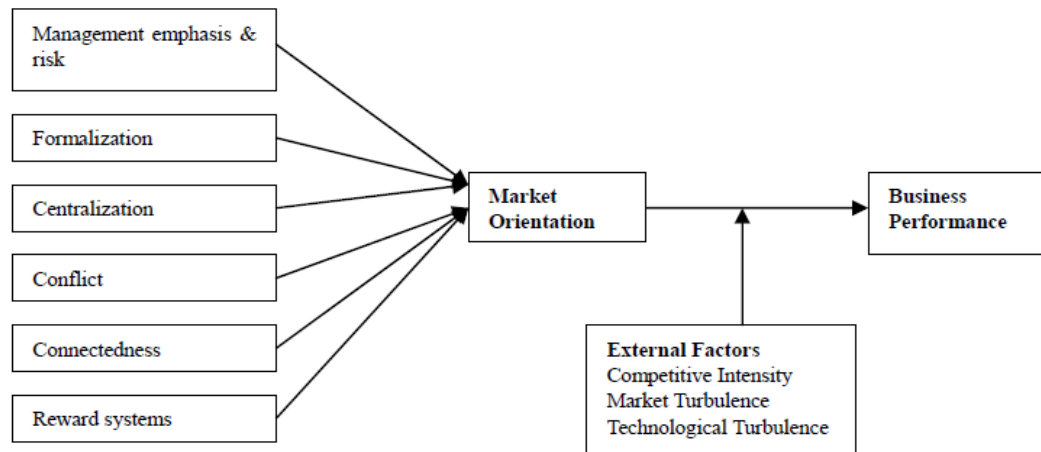 Management emphasis &
risk
Formalization
Centralization
Conflict
Connectedness
Reward systems
Market
Orientation
Business
Performance
External Factors
Competitive Intensity
Market Turbulence
Technological Turbulence